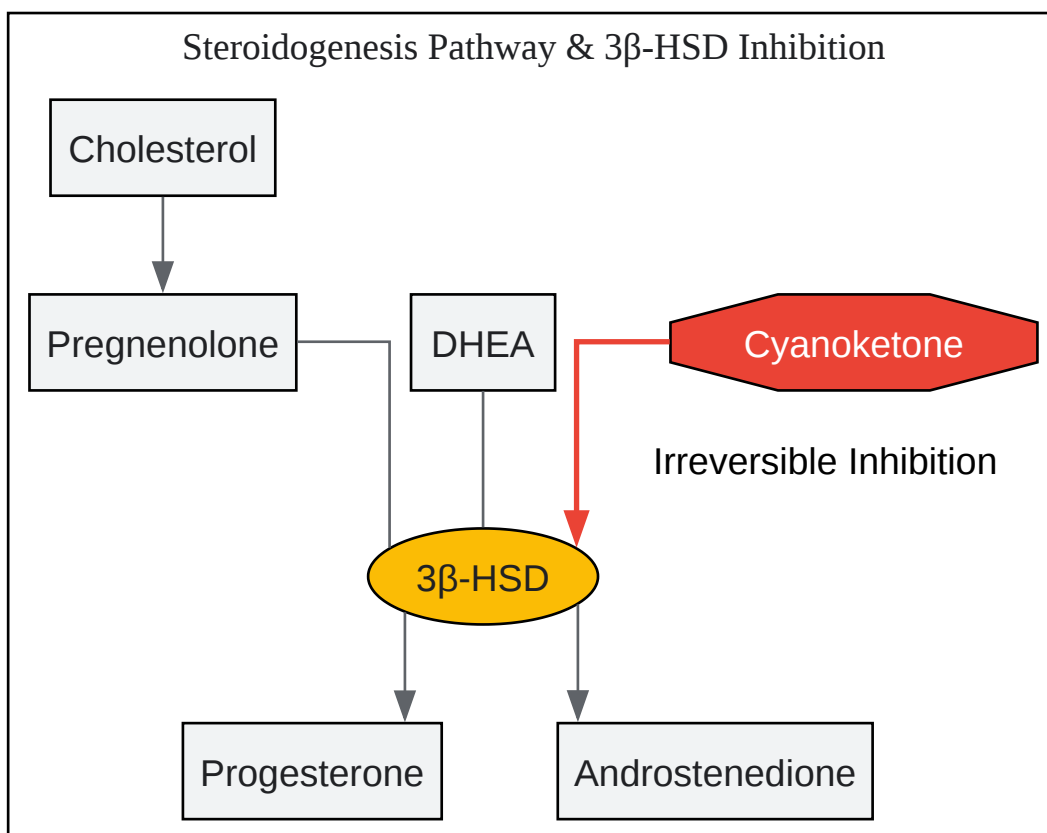 Steroidogenesis Pathway & 3β-HSD Inhibition
Cholesterol
Pregnenolone
DHEA
Cyanoketone
Irreversible Inhibition
3β-HSD
Progesterone
Androstenedione